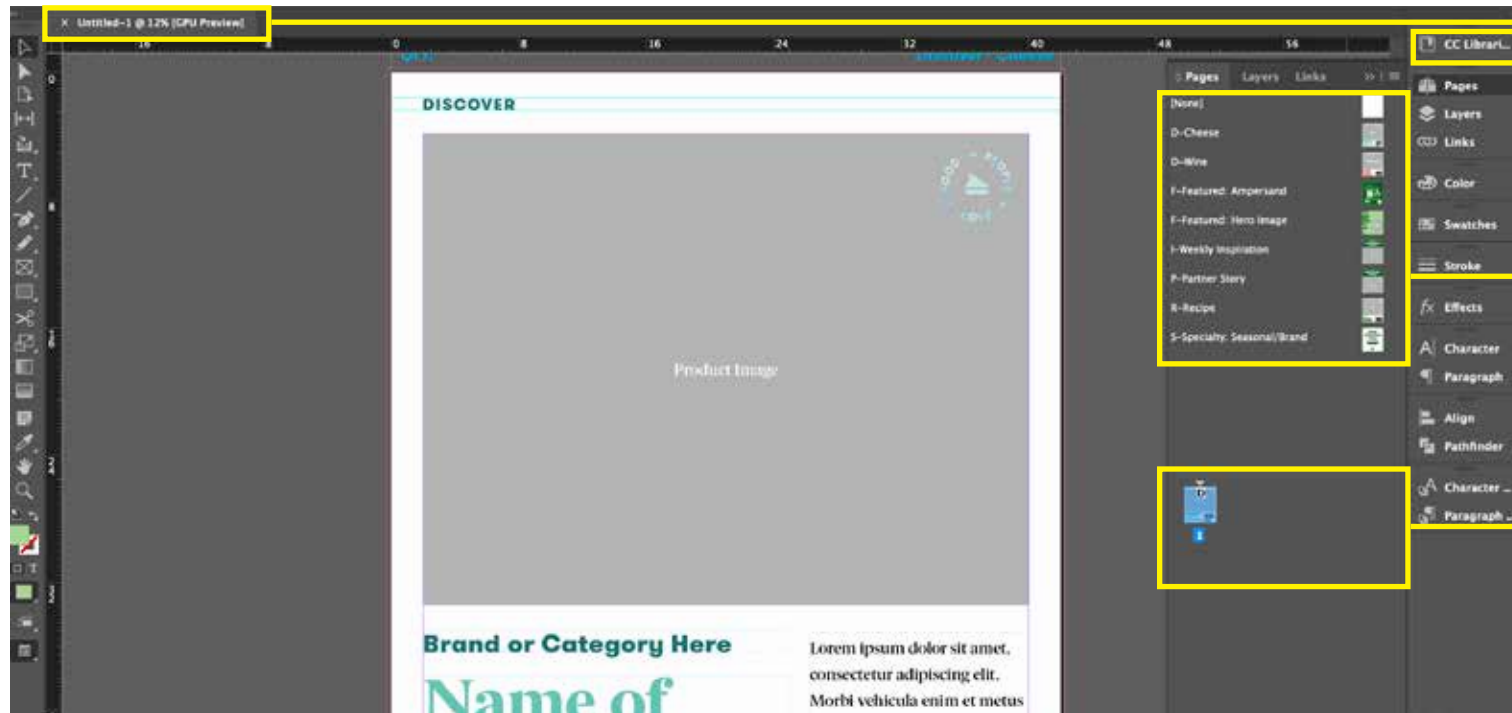 × Untitled-1 @ 12% [GPU Preview]
16 8 0 8 16 24 32 40 48 56
CC Librari...
Pages Layers Links
[None]
D-Cheese
D-Wine
F-Featured: Ampersand
F-Featured: Hero Image
I-Weekly Inspiration
P-Partner Story
R-Recipe
S-Specialty: Seasonal/Brand
Pages
Layers
Links
Color
Swatches
Stroke
Effects
Character
Paragraph
Align
Pathfinder
Character ...
Paragraph ...
DISCOVER
Product Image
Brand or Category Here
Name of
Lorem ipsum dolor sit amet,
consectetur adipiscing elit.
Morbi vehicula enim et metus